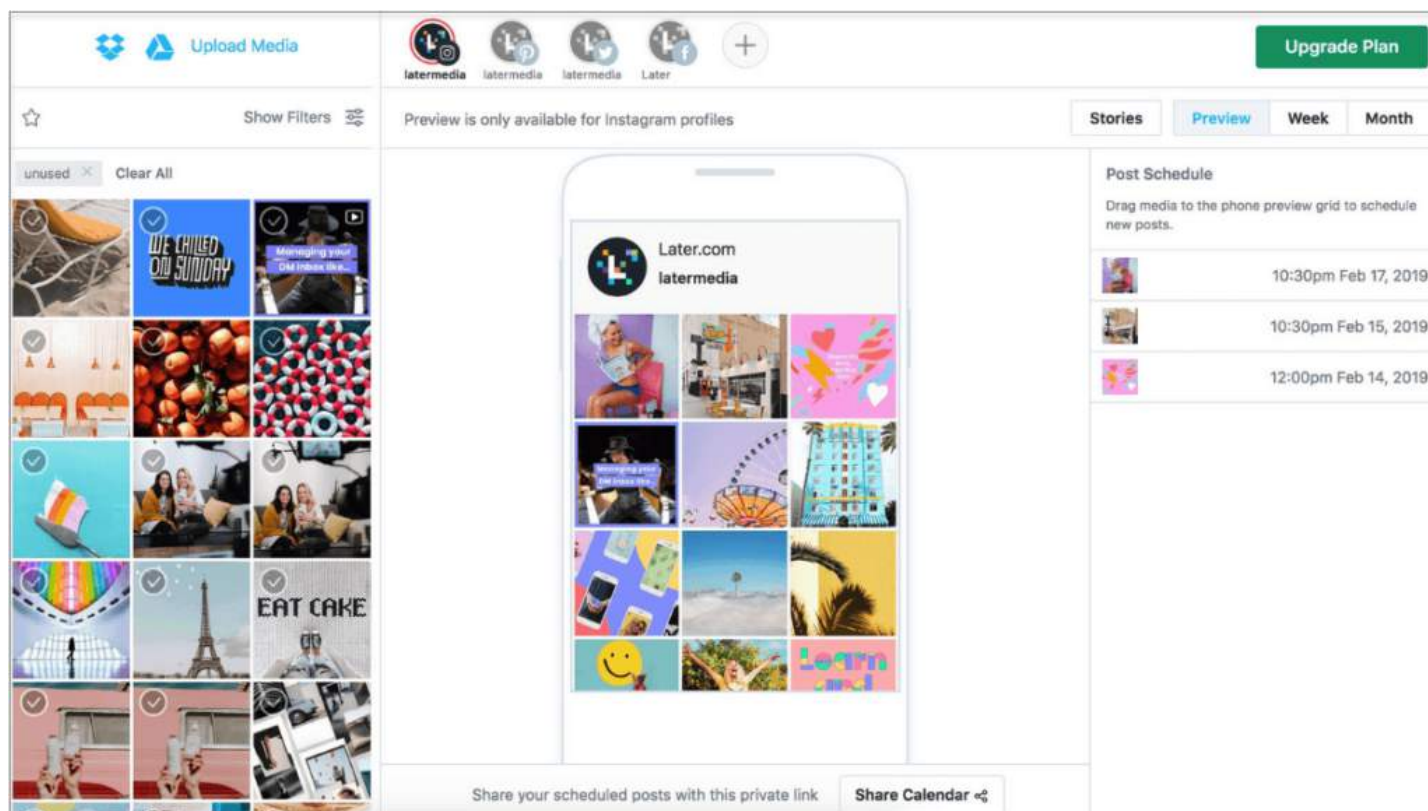 Upload Media
latermedia
latermedia
latermedia
Later
Upgrade Plan
Show Filters
Preview is only available for Instagram profiles
Stories
Preview
Week
Month
unused
Clear All
WE CHILLED
ON SUNDAY
Managing your
DM Inbox like...
EAT CAKE
Later.com
latermedia
Managing your
DM Inbox like...
Learn
and
Post Schedule
Drag media to the phone preview grid to schedule
new posts.
10:30pm Feb 17, 2019
10:30pm Feb 15, 2019
12:00pm Feb 14, 2019
Share your scheduled posts with this private link
Share Calendar